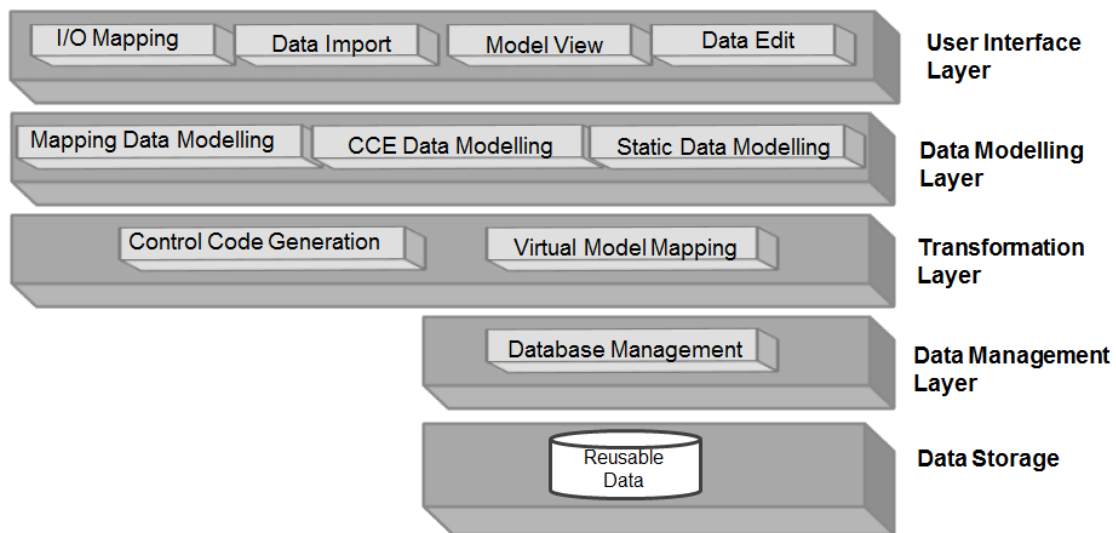 I/O Mapping
Data Import
Model View
Data Edit
User Interface
Layer
Mapping Data Modelling
CCE Data Modelling
Static Data Modelling
Data Modelling
Layer
Control Code Generation
Virtual Model Mapping
Transformation
Layer
Database Management
Data Management
Layer
Reusable
Data
Data Storage